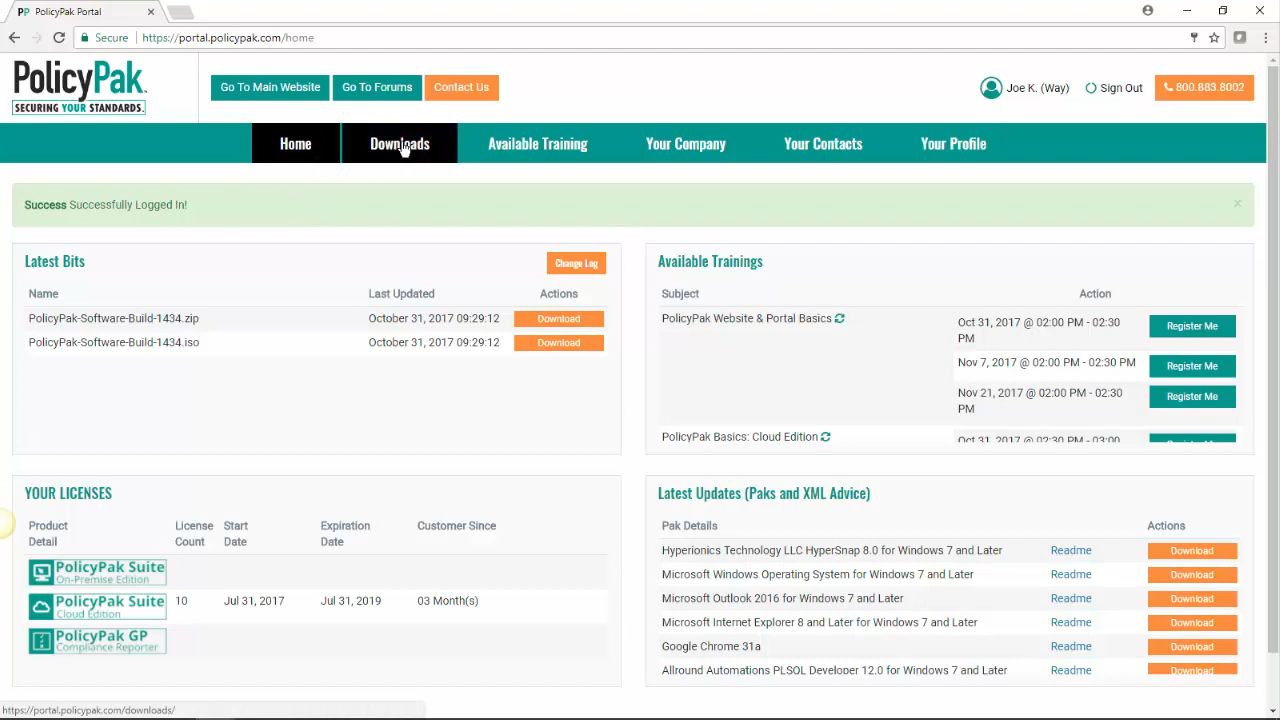 PP PolicyPak Portal
Secure https://portal.policypak.com/home
PolicyPak
SECURING YOUR STANDARDS.
Go To Main Website
Go To Forums
Contact Us
Joe K. (Way)
Sign Out
800.883.8002
Home
Downloads
Available Training
Your Company
Your Contacts
Your Profile
Success Successfully Logged In!
Latest Bits
Change Log
Name
Last Updated
Actions
PolicyPak-Software-Build-1434.zip
October 31, 2017 09:29:12
Download
PolicyPak-Software-Build-1434.iso
October 31, 2017 09:29:12
Download
Available Trainings
Subject
Action
PolicyPak Website & Portal Basics
Oct 31, 2017 @ 02:00 PM - 02:30
PM
Register Me
Nov 7, 2017 @ 02:00 PM - 02:30 PM
Register Me
Nov 21, 2017 @ 02:00 PM - 02:30
PM
Register Me
PolicyPak Basics: Cloud Edition
Oct 31, 2017 @ 02:30 PM - 03:00
YOUR LICENSES
Product
Detail
License
Count
Start
Date
Expiration
Date
Customer Since
PolicyPak Suite
On-Premise Edition
PolicyPak Suite
Cloud Edition
10
Jul 31, 2017
Jul 31, 2019
03 Month(s)
PolicyPak GP
Compliance Reporter
Latest Updates (Paks and XML Advice)
Pak Details
Actions
Hyperionics Technology LLC HyperSnap 8.0 for Windows 7 and Later
Readme
Download
Microsoft Windows Operating System for Windows 7 and Later
Readme
Download
Microsoft Outlook 2016 for Windows 7 and Later
Readme
Download
Microsoft Internet Explorer 8 and Later for Windows 7 and Later
Readme
Download
Google Chrome 31a
Readme
Download
Allround Automations PLSQL Developer 12.0 for Windows 7 and Later
Readme
Download
https://portal.policypak.com/downloads/